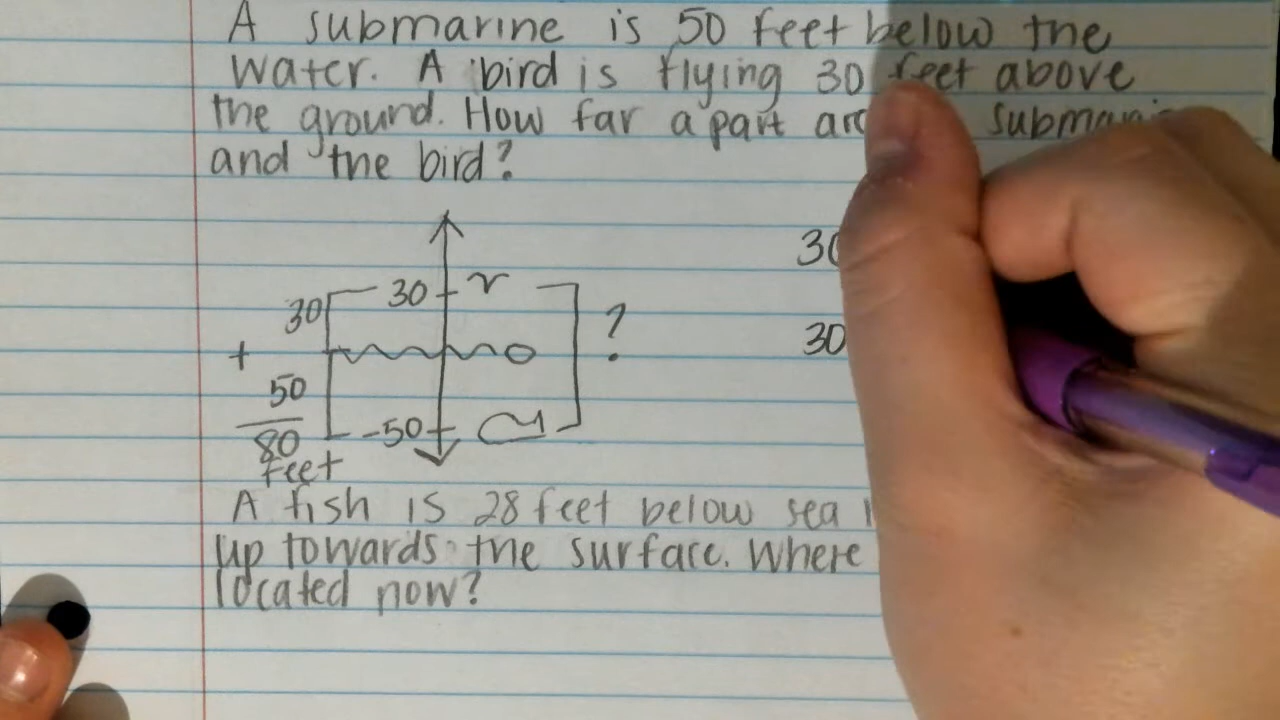 A submarine is 50 feet below the
water. A bird is flying 30 feet above
the ground. How far apart
and the bird?
30
30 30 ?
+ 0
50
-50
80
feet
30
A fish is 28 feet below sea
up towards the surface. Where
located now?